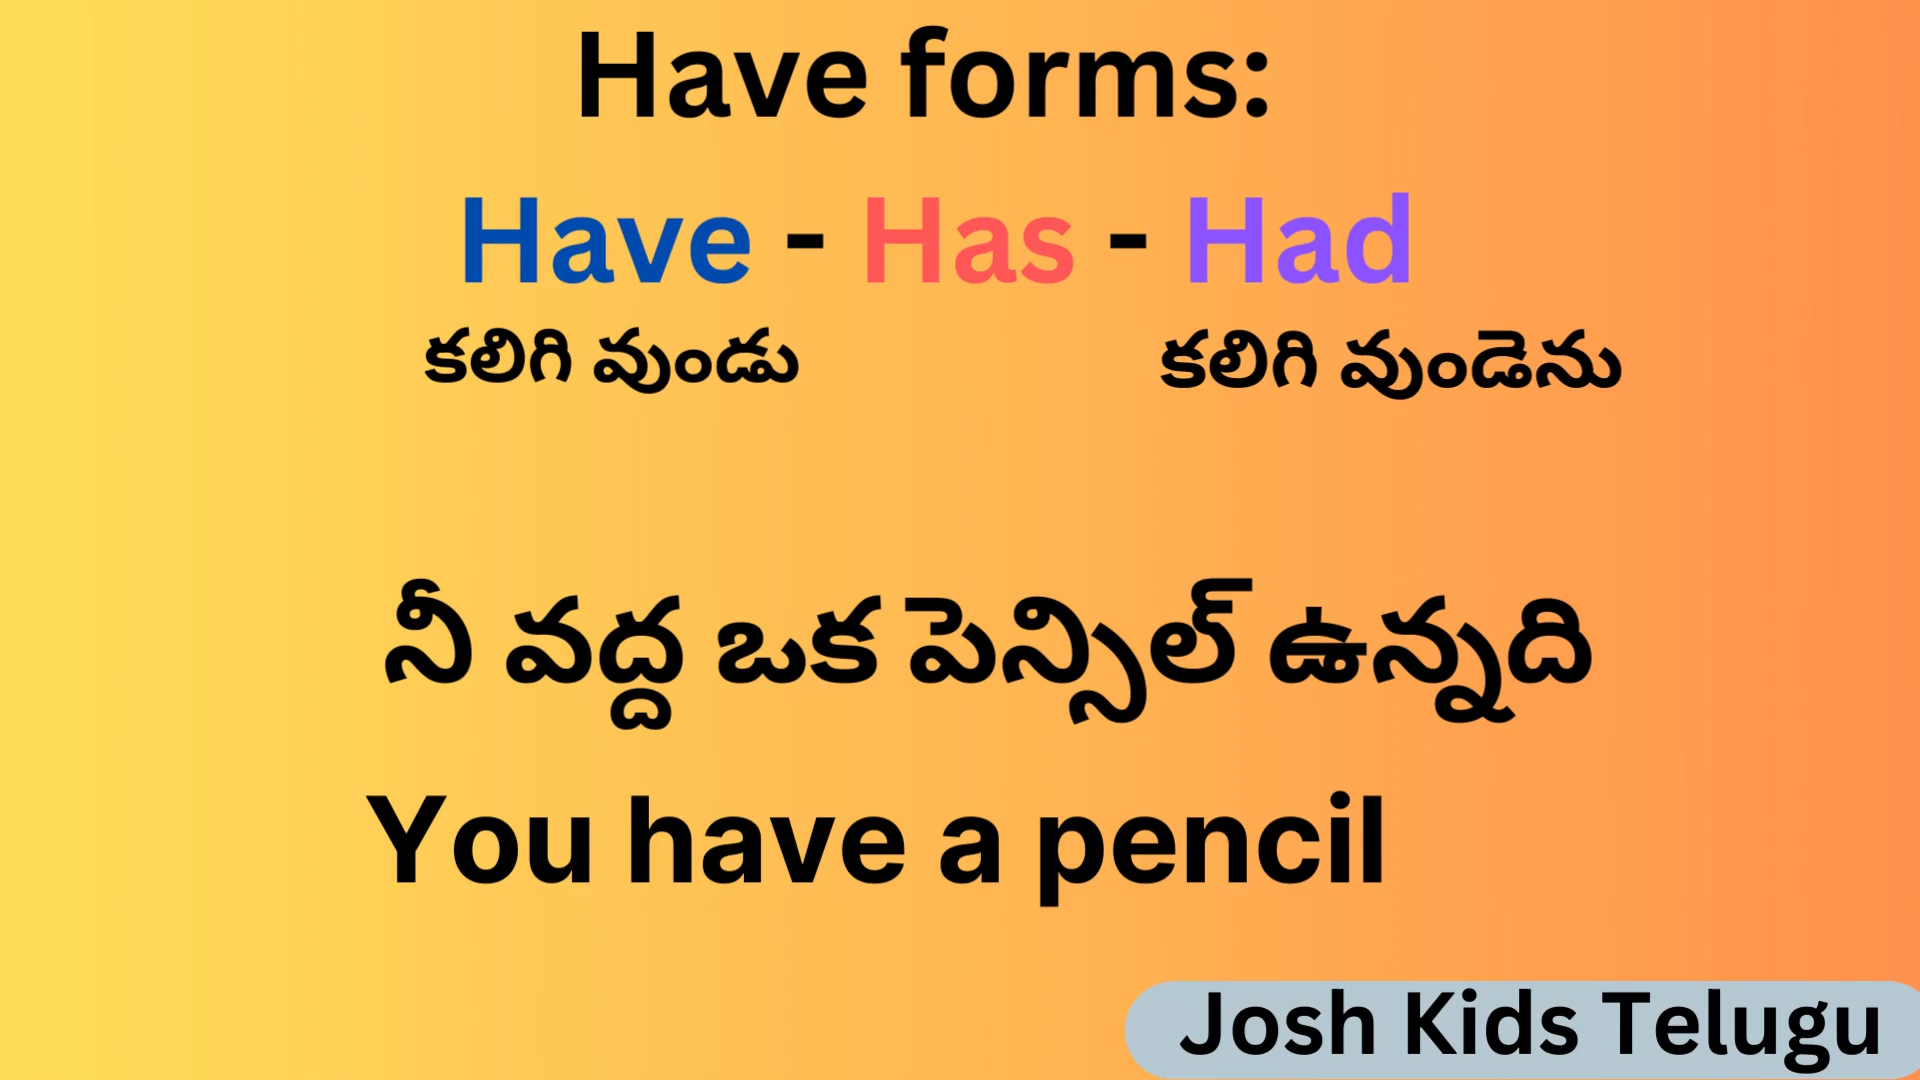 Have forms:
Have - Has - Had
కలిగి వుండు కలిగి వుండెను
నీ వద్ద ఒక పెన్సిల్ ఉన్నది
You have a pencil
Josh Kids Telugu